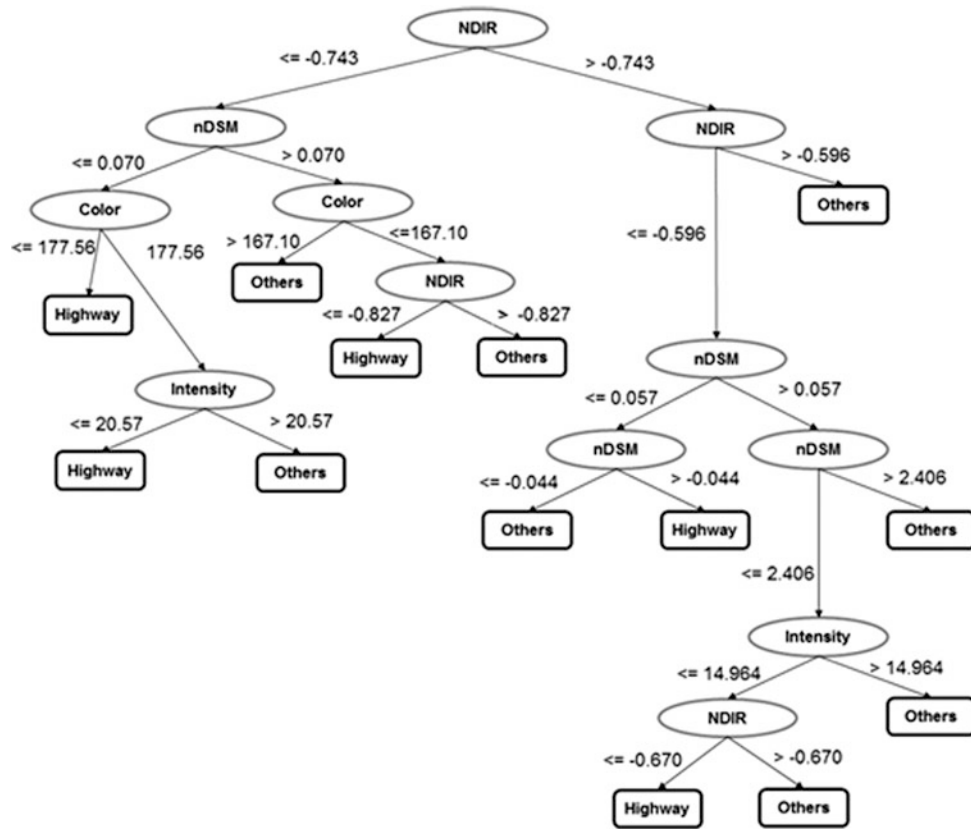 NDIR
<= -0.743
> -0.743
nDSM
NDIR
<= 0.070
> 0.070
> -0.596
Color
Color
Others
<= 177.56
177.56
> 167.10
<=167.10
<= -0.596
Others
NDIR
Highway
<= -0.827
> -0.827
Highway
Others
nDSM
Intensity
<= 0.057
> 0.057
<= 20.57
> 20.57
nDSM
nDSM
Highway
Others
<= -0.044
> -0.044
> 2.406
Others
Highway
Others
<= 2.406
Intensity
<= 14.964
> 14.964
NDIR
Others
<= -0.670
> -0.670
Highway
Others